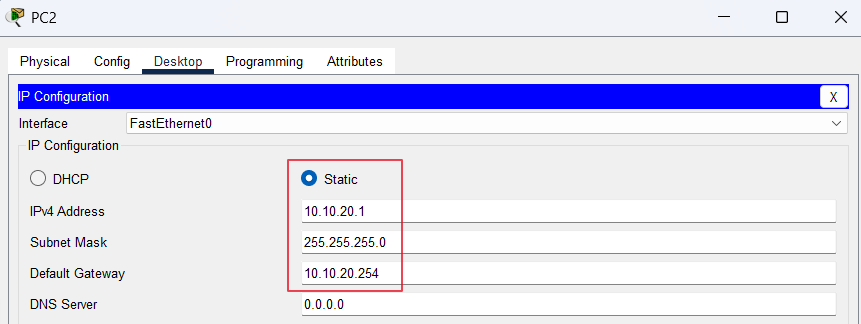 PC2
Physical Config Desktop Programming Attributes
IP Configuration X
Interface FastEthernet0
IP Configuration
DHCP Static
IPv4 Address 10.10.20.1
Subnet Mask 255.255.255.0
Default Gateway 10.10.20.254
DNS Server 0.0.0.0